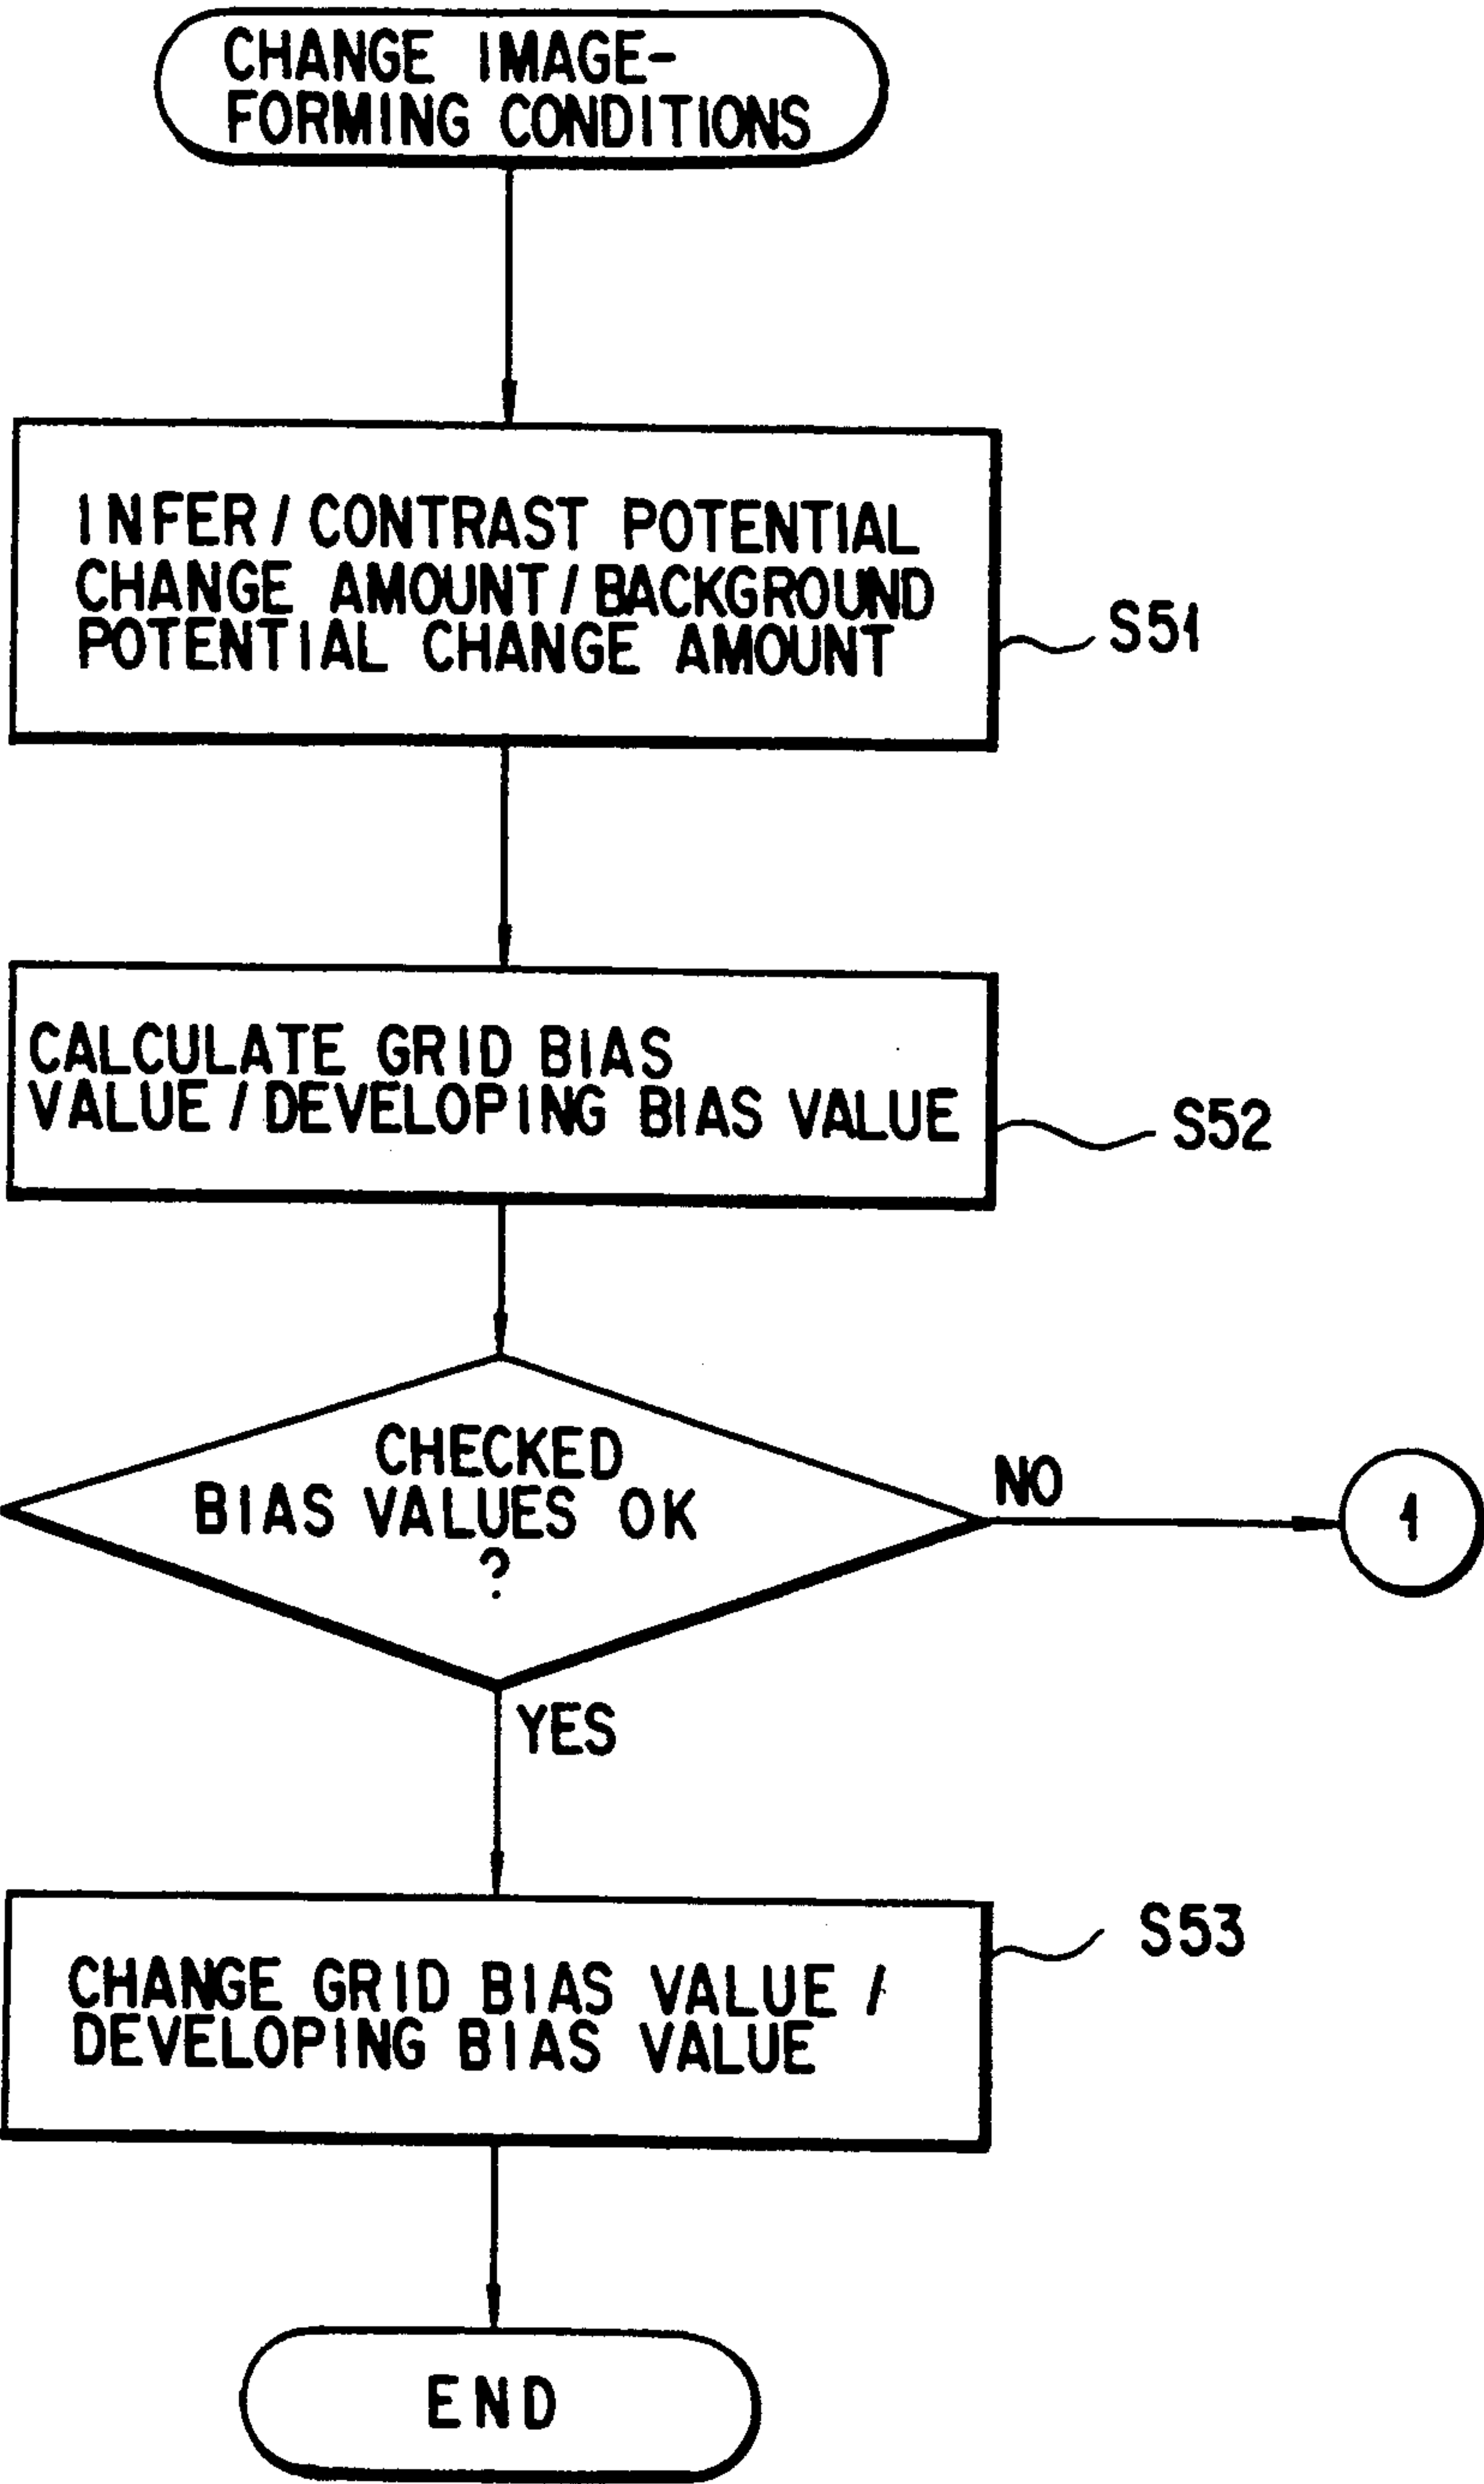 CHANGE IMAGE-
FORMING CONDITIONS
INFER/CONTRAST POTENTIAL
CHANGE AMOUNT/BACKGROUND
POTENTIAL CHANGE AMOUNT
S51
CALCULATE GRID BIAS
VALUE/DEVELOPING BIAS VALUE
S52
CHECKED
BIAS VALUES OK
?
NO
1
YES
S53
CHANGE GRID BIAS VALUE /
DEVELOPING BIAS VALUE
END